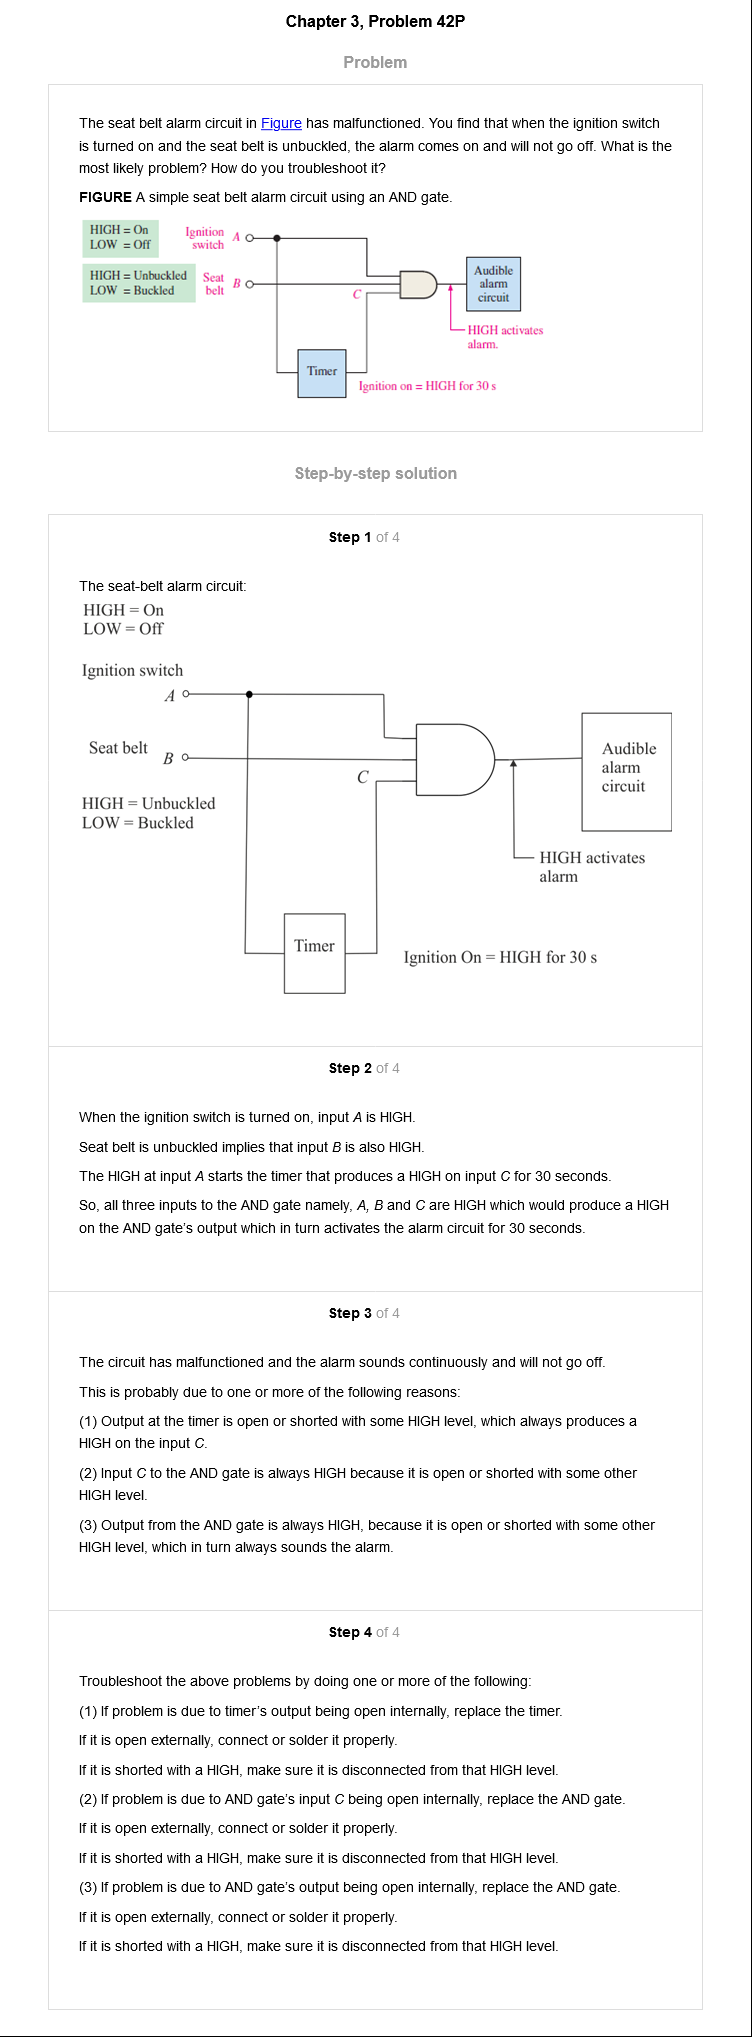 Chapter 3, Problem 42P
Problem
The seat belt alarm circuit in Figure has malfunctioned. You find that when the ignition switch
is turned on and the seat belt is unbuckled, the alarm comes on and will not go off. What is the
most likely problem? How do you troubleshoot it?
FIGURE A simple seat belt alarm circuit using an AND gate.
HIGH = On
LOW = Off
Ignition
switch
A
HIGH = Unbuckled
LOW = Buckled
Seat
belt
B
C
Audible
alarm
circuit
HIGH activates
alarm.
Timer
Ignition on = HIGH for 30 s
Step-by-step solution
Step 1 of 4
The seat-belt alarm circuit:
HIGH = On
LOW = Off
Ignition switch
A
Seat belt
B
C
Audible
alarm
circuit
HIGH = Unbuckled
LOW = Buckled
HIGH activates
alarm
Timer
Ignition On = HIGH for 30 s
Step 2 of 4
When the ignition switch is turned on, input A is HIGH.
Seat belt is unbuckled implies that input B is also HIGH.
The HIGH at input A starts the timer that produces a HIGH on input C for 30 seconds.
So, all three inputs to the AND gate namely, A, B and C are HIGH which would produce a HIGH
on the AND gate's output which in turn activates the alarm circuit for 30 seconds.
Step 3 of 4
The circuit has malfunctioned and the alarm sounds continuously and will not go off.
This is probably due to one or more of the following reasons:
(1) Output at the timer is open or shorted with some HIGH level, which always produces a
HIGH on the input C.
(2) Input C to the AND gate is always HIGH because it is open or shorted with some other
HIGH level.
(3) Output from the AND gate is always HIGH, because it is open or shorted with some other
HIGH level, which in turn always sounds the alarm.
Step 4 of 4
Troubleshoot the above problems by doing one or more of the following:
(1) If problem is due to timer's output being open internally, replace the timer.
If it is open externally, connect or solder it properly.
If it is shorted with a HIGH, make sure it is disconnected from that HIGH level.
(2) If problem is due to AND gate's input C being open internally, replace the AND gate.
If it is open externally, connect or solder it properly.
If it is shorted with a HIGH, make sure it is disconnected from that HIGH level.
(3) If problem is due to AND gate's output being open internally, replace the AND gate.
If it is open externally, connect or solder it properly.
If it is shorted with a HIGH, make sure it is disconnected from that HIGH level.